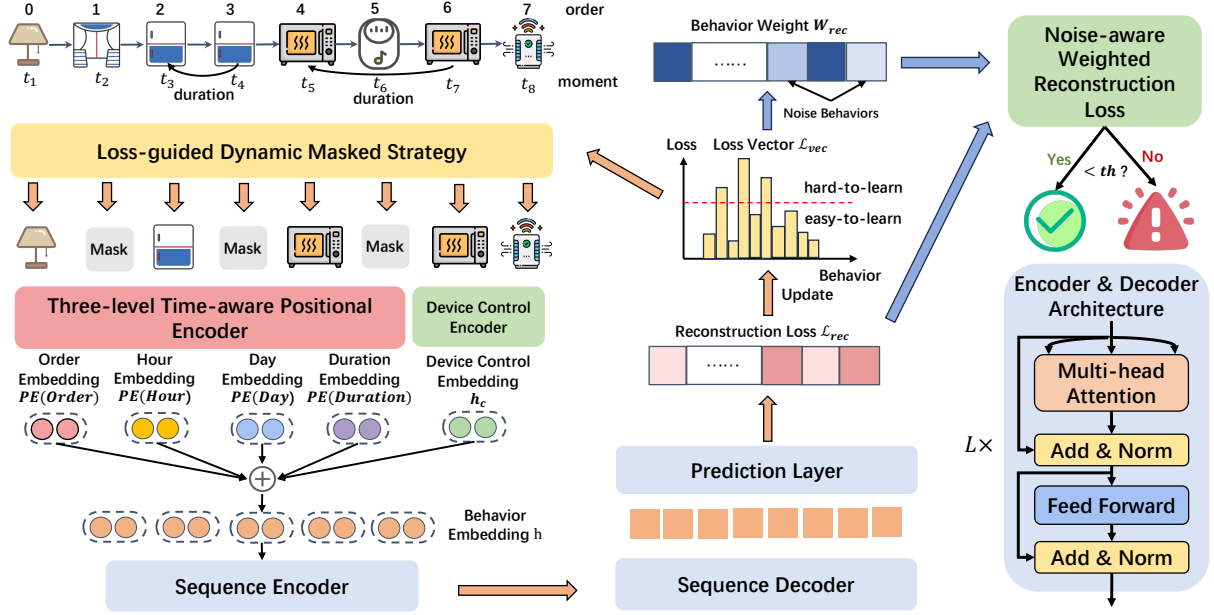 0 1 2 3 4 5 6 7 order
t₁ t₂ t₃ t₄ t₅ t₆ t₇ t₈ moment
duration duration
Loss-guided Dynamic Masked Strategy
Mask Mask Mask
Three-level Time-aware Positional
Encoder
Device Control
Encoder
Order
Embedding
PE(Order)
Hour
Embedding
PE(Hour)
Day
Embedding
PE(Day)
Duration
Embedding
PE(Duration)
Device Control
Embedding
h_c
+
Behavior
Embedding h
Sequence Encoder
Behavior Weight W_rec
......
Noise Behaviors
Loss
Loss Vector ℒ_vec
hard-to-learn
easy-to-learn
Behavior
Update
Reconstruction Loss ℒ_rec
......
Prediction Layer
Sequence Decoder
Noise-aware
Weighted
Reconstruction
Loss
Yes
No
< th ?
Encoder & Decoder
Architecture
Multi-head
Attention
L×
Add & Norm
Feed Forward
Add & Norm